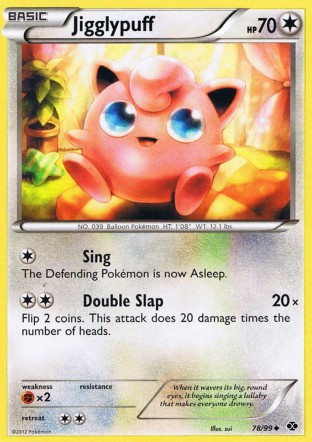 BASIC
Jigglypuff
HP 70
NO. 039 Balloon Pokémon HT: 1'08" WT: 12.1 lbs
Sing
The Defending Pokémon is now Asleep.
Double Slap 20×
Flip 2 coins. This attack does 20 damage times
the number of heads.
weakness resistance
×2
retreat
When it wavers its big, round
eyes, it begins singing a lullaby
that makes everyone drowsy.
©2012 Pokémon
Illus. sui
78/99